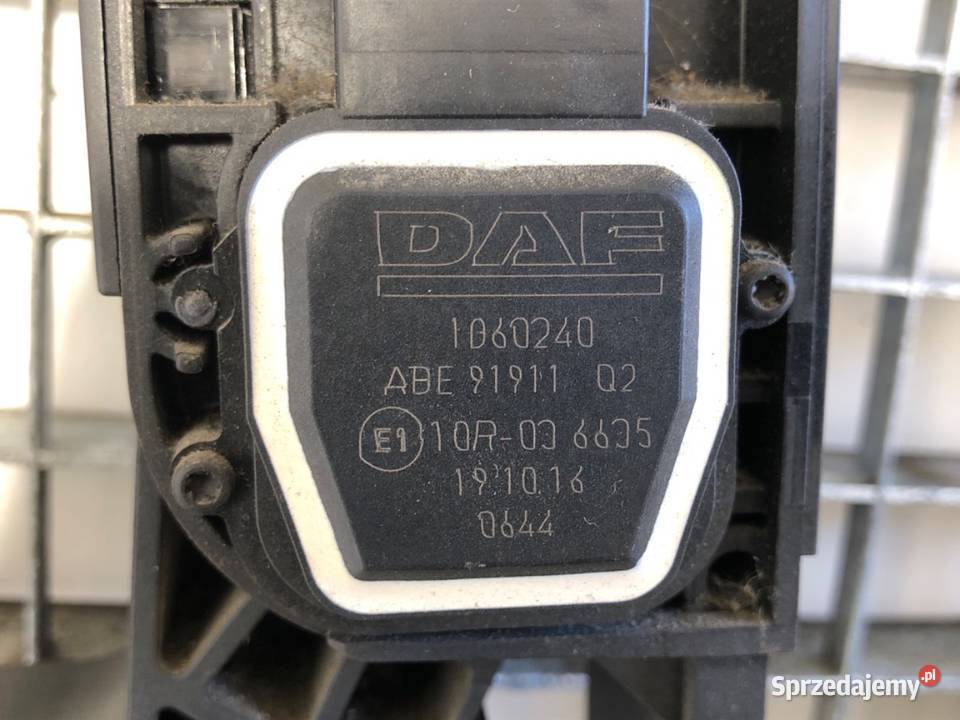 DAF
1060240
ABE 91911 Q2
E1 10R-03 6635
19.10.16
0644
Sprzedajemy.pl